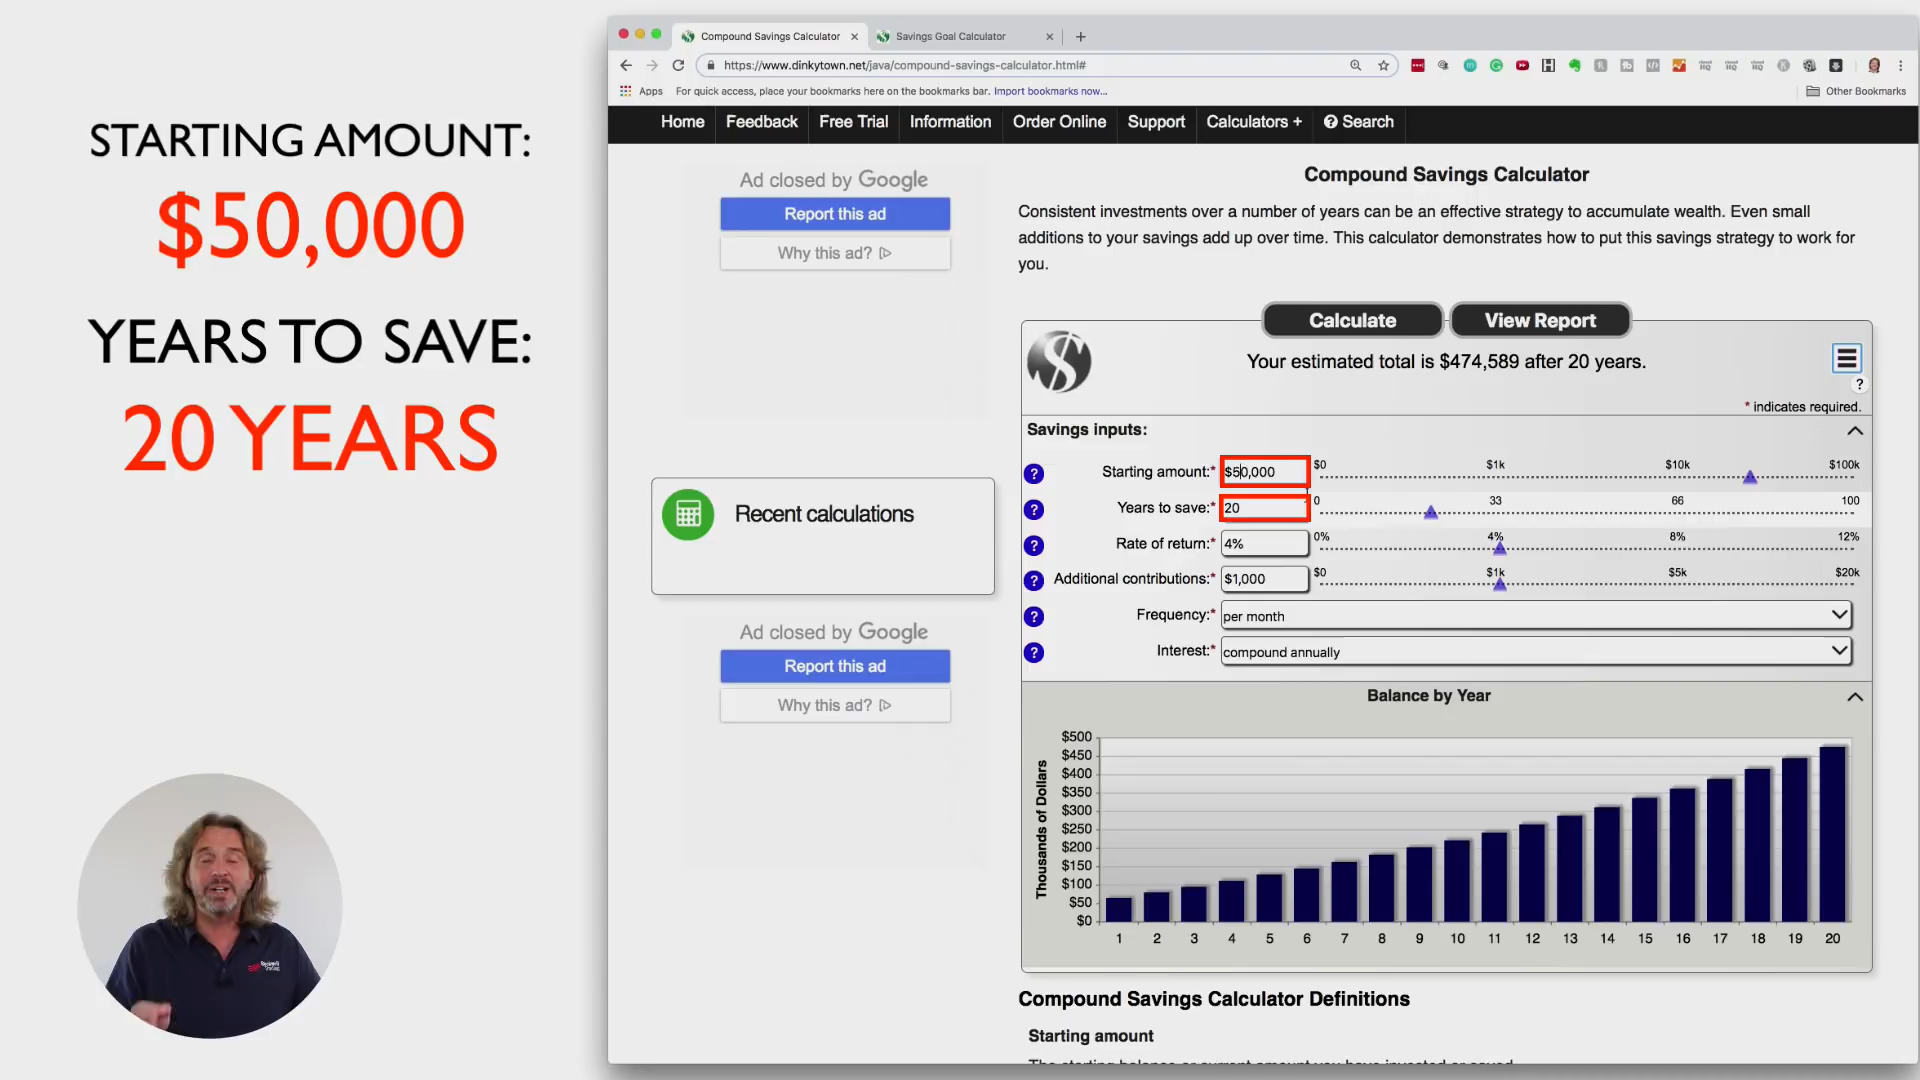 STARTING AMOUNT:
$50,000
YEARS TO SAVE:
20 YEARS
Compound Savings Calculator
Savings Goal Calculator
https://www.dinkytown.net/java/compound-savings-calculator.html#
Apps
For quick access, place your bookmarks here on the bookmarks bar. Import bookmarks now...
Other Bookmarks
Home
Feedback
Free Trial
Information
Order Online
Support
Calculators +
Search
Ad closed by Google
Report this ad
Why this ad?
Recent calculations
Ad closed by Google
Report this ad
Why this ad?
Compound Savings Calculator
Consistent investments over a number of years can be an effective strategy to accumulate wealth. Even small
additions to your savings add up over time. This calculator demonstrates how to put this savings strategy to work for
you.
Calculate
View Report
Your estimated total is $474,589 after 20 years.
?
* indicates required.
Savings inputs:
? Starting amount:* $50,000 $0 $1k $10k $100k
? Years to save:* 20 0 33 66 100
? Rate of return:* 4% 0% 4% 8% 12%
? Additional contributions:* $1,000 $0 $1k $5k $20k
? Frequency:* per month
? Interest:* compound annually
Balance by Year
Thousands of Dollars
$500
$450
$400
$350
$300
$250
$200
$150
$100
$50
$0
1 2 3 4 5 6 7 8 9 10 11 12 13 14 15 16 17 18 19 20
Compound Savings Calculator Definitions
Starting amount